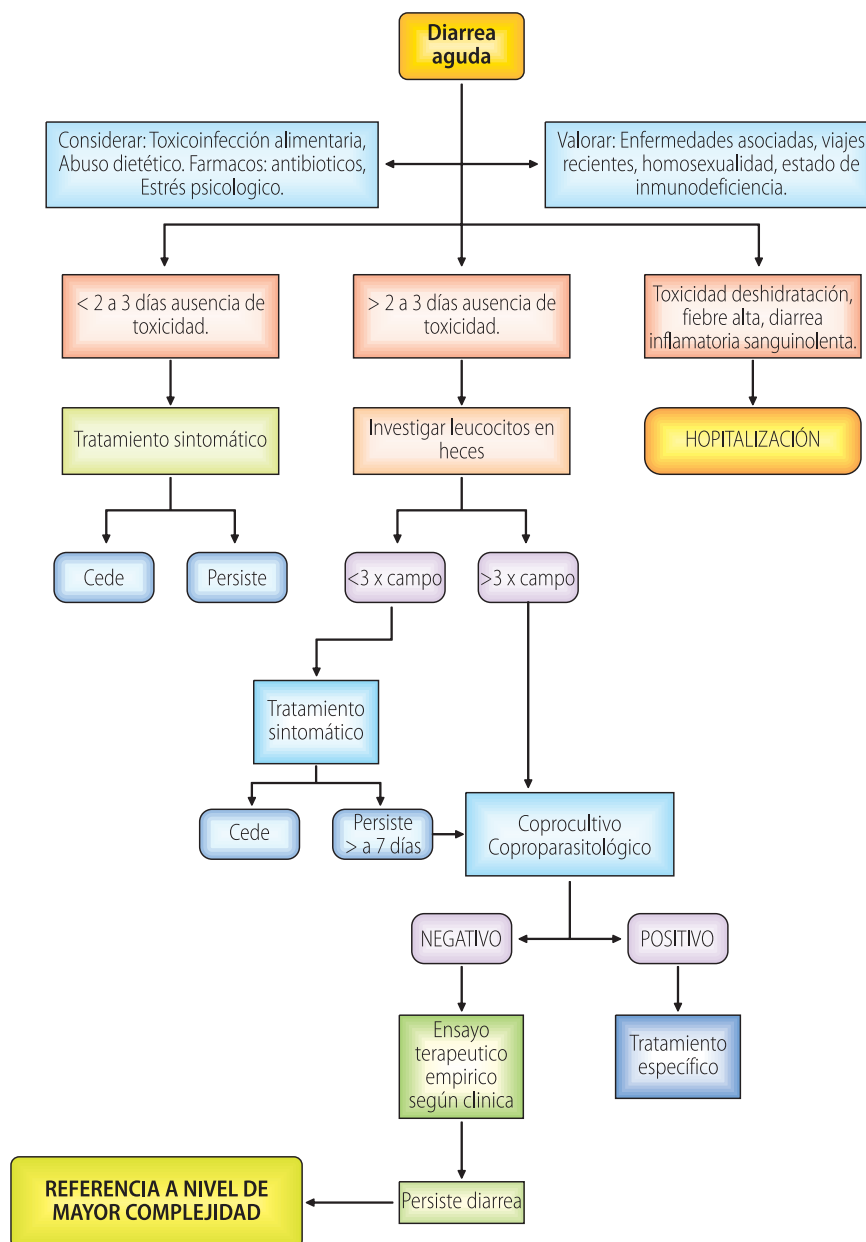 Diarrea
aguda
Considerar: Toxicoinfección alimentaria,
Abuso dietético. Farmacos: antibioticos,
Estrés psicologico.
Valorar: Enfermedades asociadas, viajes
recientes, homosexualidad, estado de
inmunodeficiencia.
< 2 a 3 días ausencia de
toxicidad.
> 2 a 3 días ausencia de
toxicidad.
Toxicidad deshidratación,
fiebre alta, diarrea
inflamatoria sanguinolenta.
Tratamiento sintomático
Investigar leucocitos en
heces
HOPITALIZACIÓN
Cede
Persiste
<3 x campo
>3 x campo
Tratamiento
sintomático
Cede
Persiste
> a 7 días
Coprocultivo
Coproparasitológico
NEGATIVO
POSITIVO
Ensayo
terapeutico
empirico
según clinica
Tratamiento
específico
Persiste diarrea
REFERENCIA A NIVEL DE
MAYOR COMPLEJIDAD